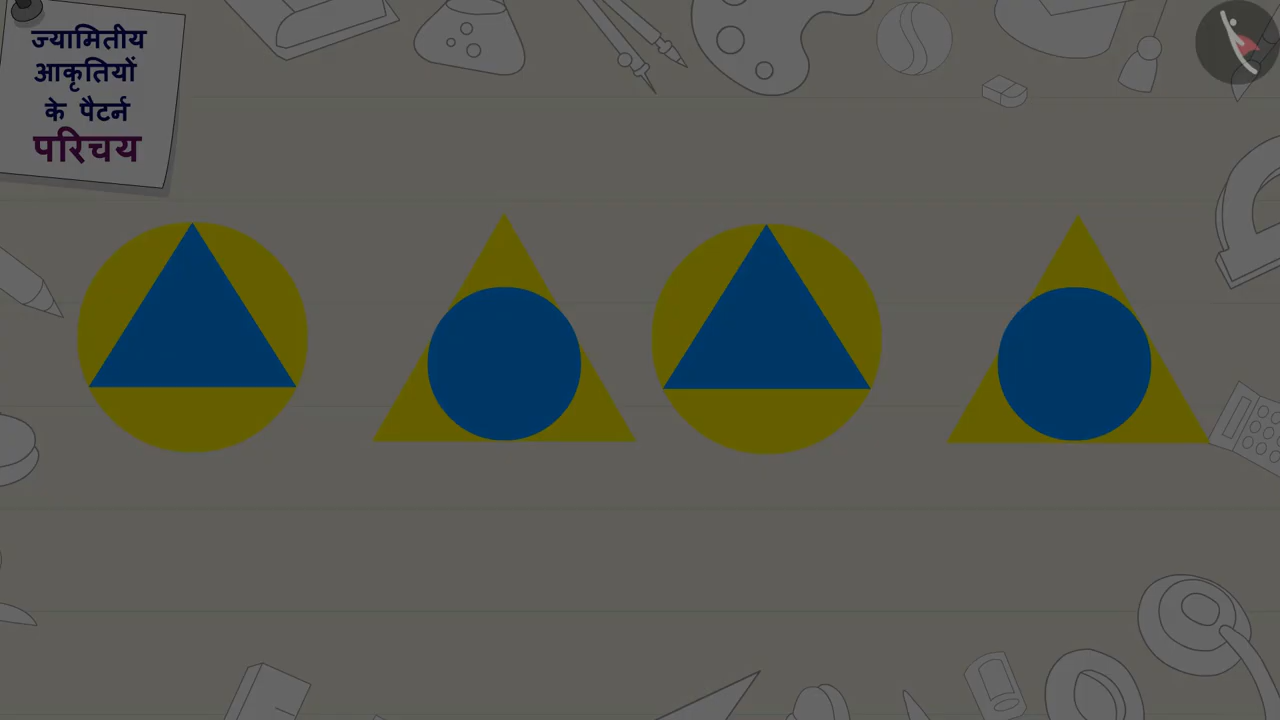 ज्यामितीय
आकृतियों
के पैटर्न
परिचय